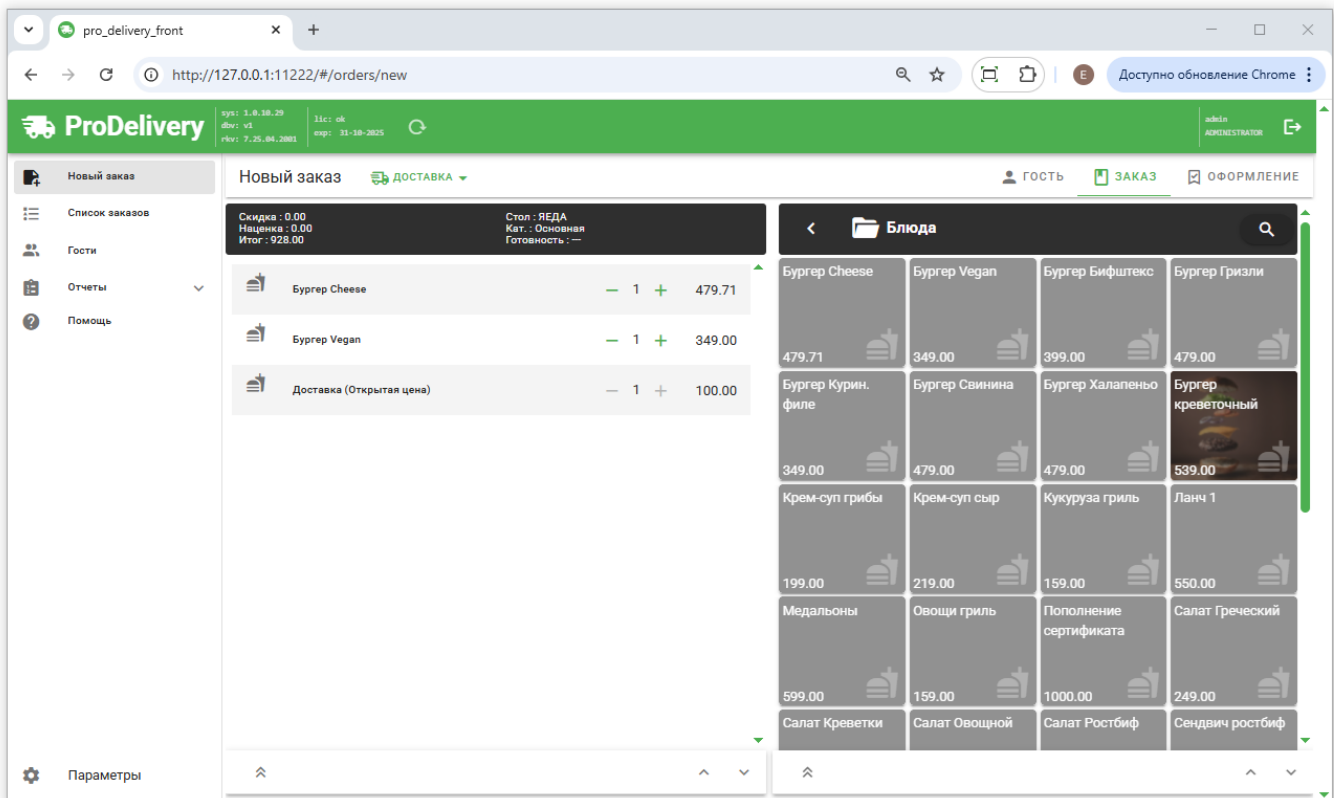 pro_delivery_front
http://127.0.0.1:11222/#/orders/new
E
Доступно обновление Chrome
ProDelivery
sys: 1.0.10.29
dbv: v1
rkv: 7.25.04.2001
lic: ok
exp: 31-10-2025
admin
ADMINISTRATOR
Новый заказ
Список заказов
Гости
Отчеты
Помощь
Параметры
Новый заказ
ДОСТАВКА
ГОСТЬ
ЗАКАЗ
ОФОРМЛЕНИЕ
Скидка : 0.00
Наценка : 0.00
Итог : 928.00
Стол : ЯЕДА
Кат. : Основная
Готовность : —
Бургер Cheese 1 479.71
Бургер Vegan 1 349.00
Доставка (Открытая цена) 1 100.00
Блюда
Бургер Cheese
479.71
Бургер Vegan
349.00
Бургер Бифштекс
399.00
Бургер Гризли
479.00
Бургер Курин.
филе
349.00
Бургер Свинина
479.00
Бургер Халапеньо
479.00
Бургер
креветочный
539.00
Крем-суп грибы
199.00
Крем-суп сыр
219.00
Кукуруза гриль
159.00
Ланч 1
550.00
Медальоны
599.00
Овощи гриль
159.00
Пополнение
сертификата
1000.00
Салат Греческий
249.00
Салат Креветки
Салат Овощной
Салат Ростбиф
Сендвич ростбиф